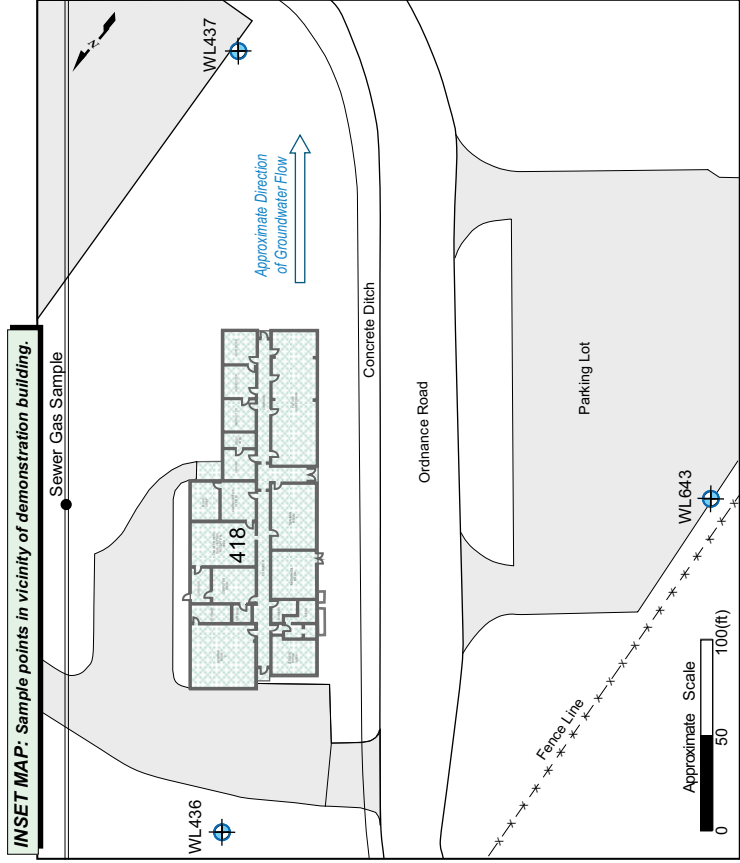 INSET MAP: Sample points in vicinity of demonstration building.
Sewer Gas Sample
N
WL436
WL437
418
Approximate Direction
of Groundwater Flow
Concrete Ditch
Ordnance Road
Parking Lot
WL643
Fence Line
Approximate Scale
0 50 100(ft)